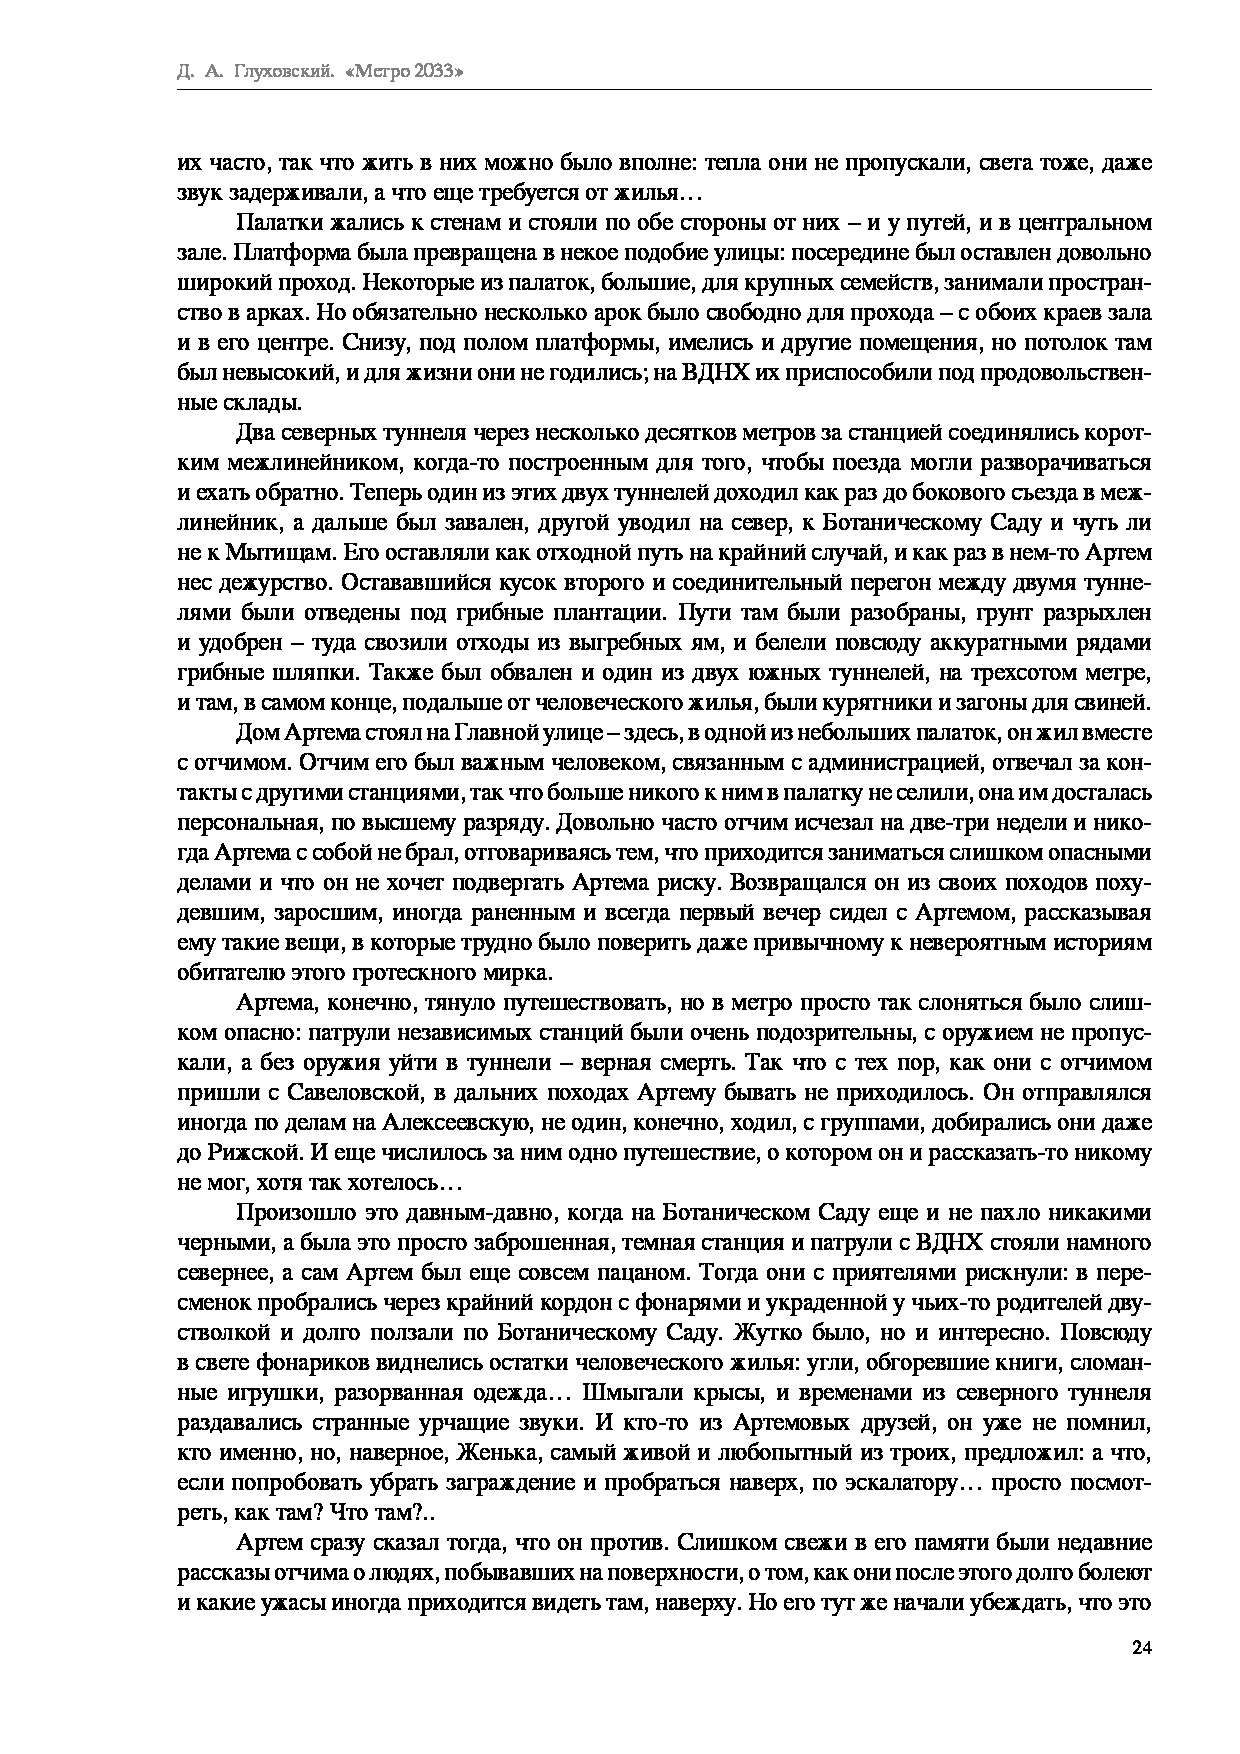 Д. А. Глуховский. «Метро 2033»
их часто, так что жить в них можно было вполне: тепла они не пропускали, света тоже, даже
звук задерживали, а что еще требуется от жилья…
Палатки жались к стенам и стояли по обе стороны от них – и у путей, и в центральном
зале. Платформа была превращена в некое подобие улицы: посередине был оставлен довольно
широкий проход. Некоторые из палаток, большие, для крупных семейств, занимали простран-
ство в арках. Но обязательно несколько арок было свободно для прохода – с обоих краев зала
и в его центре. Снизу, под полом платформы, имелись и другие помещения, но потолок там
был невысокий, и для жизни они не годились; на ВДНХ их приспособили под продовольствен-
ные склады.
Два северных туннеля через несколько десятков метров за станцией соединялись корот-
ким межлинейником, когда-то построенным для того, чтобы поезда могли разворачиваться
и ехать обратно. Теперь один из этих двух туннелей доходил как раз до бокового съезда в меж-
линейник, а дальше был завален, другой уводил на север, к Ботаническому Саду и чуть ли
не к Мытищам. Его оставляли как отходной путь на крайний случай, и как раз в нем-то Артем
нес дежурство. Остававшийся кусок второго и соединительный перегон между двумя тунне-
лями были отведены под грибные плантации. Пути там были разобраны, грунт разрыхлен
и удобрен – туда свозили отходы из выгребных ям, и белели повсюду аккуратными рядами
грибные шляпки. Также был обвален и один из двух южных туннелей, на трехсотом метре,
и там, в самом конце, подальше от человеческого жилья, были курятники и загоны для свиней.
Дом Артема стоял на Главной улице – здесь, в одной из небольших палаток, он жил вместе
с отчимом. Отчим его был важным человеком, связанным с администрацией, отвечал за кон-
такты с другими станциями, так что больше никого к ним в палатку не селили, она им досталась
персональная, по высшему разряду. Довольно часто отчим исчезал на две-три недели и нико-
гда Артема с собой не брал, отговариваясь тем, что приходится заниматься слишком опасными
делами и что он не хочет подвергать Артема риску. Возвращался он из своих походов поху-
девшим, заросшим, иногда раненным и всегда первый вечер сидел с Артемом, рассказывая
ему такие вещи, в которые трудно было поверить даже привычному к невероятным историям
обитателю этого гротескного мирка.
Артема, конечно, тянуло путешествовать, но в метро просто так слоняться было слиш-
ком опасно: патрули независимых станций были очень подозрительны, с оружием не пропус-
кали, а без оружия уйти в туннели – верная смерть. Так что с тех пор, как они с отчимом
пришли с Савеловской, в дальних походах Артему бывать не приходилось. Он отправлялся
иногда по делам на Алексеевскую, не один, конечно, ходил, с группами, добирались они даже
до Рижской. И еще числилось за ним одно путешествие, о котором он и рассказать-то никому
не мог, хотя так хотелось…
Произошло это давным-давно, когда на Ботаническом Саду еще и не пахло никакими
черными, а была это просто заброшенная, темная станция и патрули с ВДНХ стояли намного
севернее, а сам Артем был еще совсем пацаном. Тогда они с приятелями рискнули: в пере-
сменок пробрались через крайний кордон с фонарями и украденной у чьих-то родителей дву-
стволкой и долго ползали по Ботаническому Саду. Жутко было, но и интересно. Повсюду
в свете фонариков виднелись остатки человеческого жилья: угли, обгоревшие книги, сломан-
ные игрушки, разорванная одежда… Шмыгали крысы, и временами из северного туннеля
раздавались странные урчащие звуки. И кто-то из Артемовых друзей, он уже не помнил,
кто именно, но, наверное, Женька, самый живой и любопытный из троих, предложил: а что,
если попробовать убрать заграждение и пробраться наверх, по эскалатору… просто посмот-
реть, как там? Что там?..
Артем сразу сказал тогда, что он против. Слишком свежи в его памяти были недавние
рассказы отчима о людях, побывавших на поверхности, о том, как они после этого долго болеют
и какие ужасы иногда приходится видеть там, наверху. Но его тут же начали убеждать, что это
24